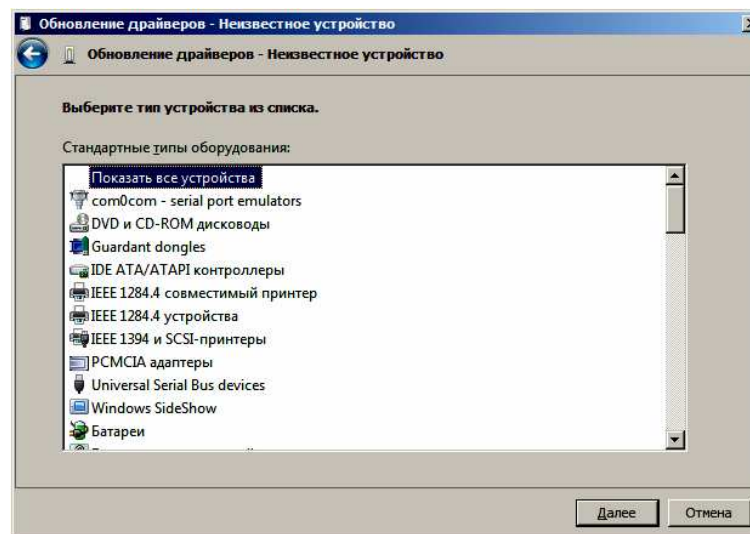 Обновление драйверов - Неизвестное устройство
Обновление драйверов - Неизвестное устройство
Выберите тип устройства из списка.
Стандартные типы оборудования:
Показать все устройства
com0com - serial port emulators
DVD и CD-ROM дисководы
Guardant dongles
IDE ATA/ATAPI контроллеры
IEEE 1284.4 совместимый принтер
IEEE 1284.4 устройства
IEEE 1394 и SCSI-принтеры
PCMCIA адаптеры
Universal Serial Bus devices
Windows SideShow
Батареи
Далее Отмена